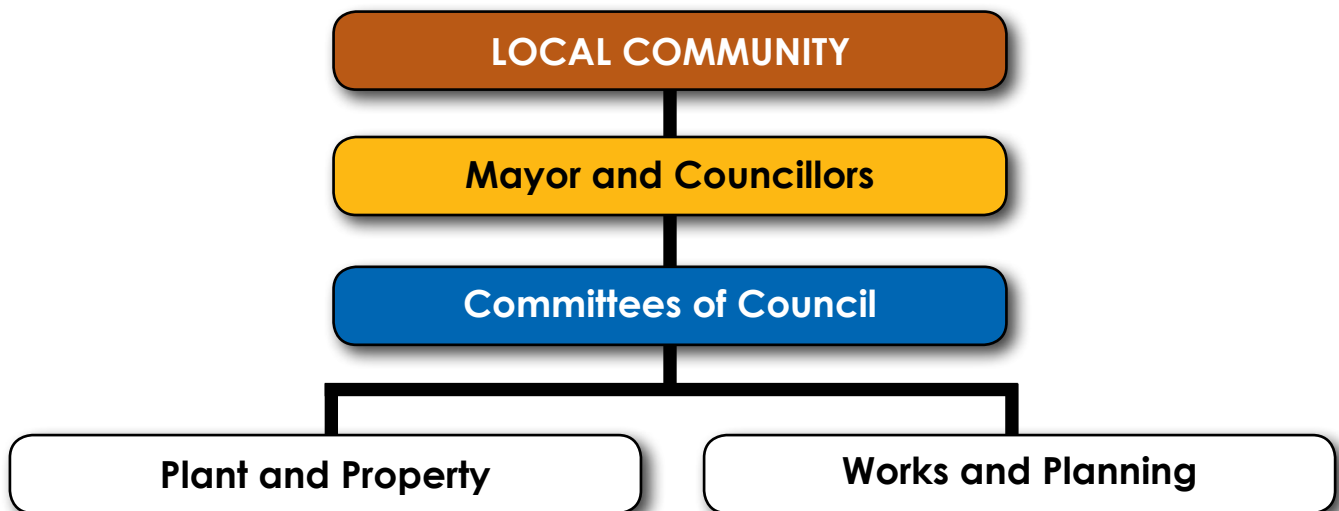 LOCAL COMMUNITY
Mayor and Councillors
Committees of Council
Plant and Property
Works and Planning